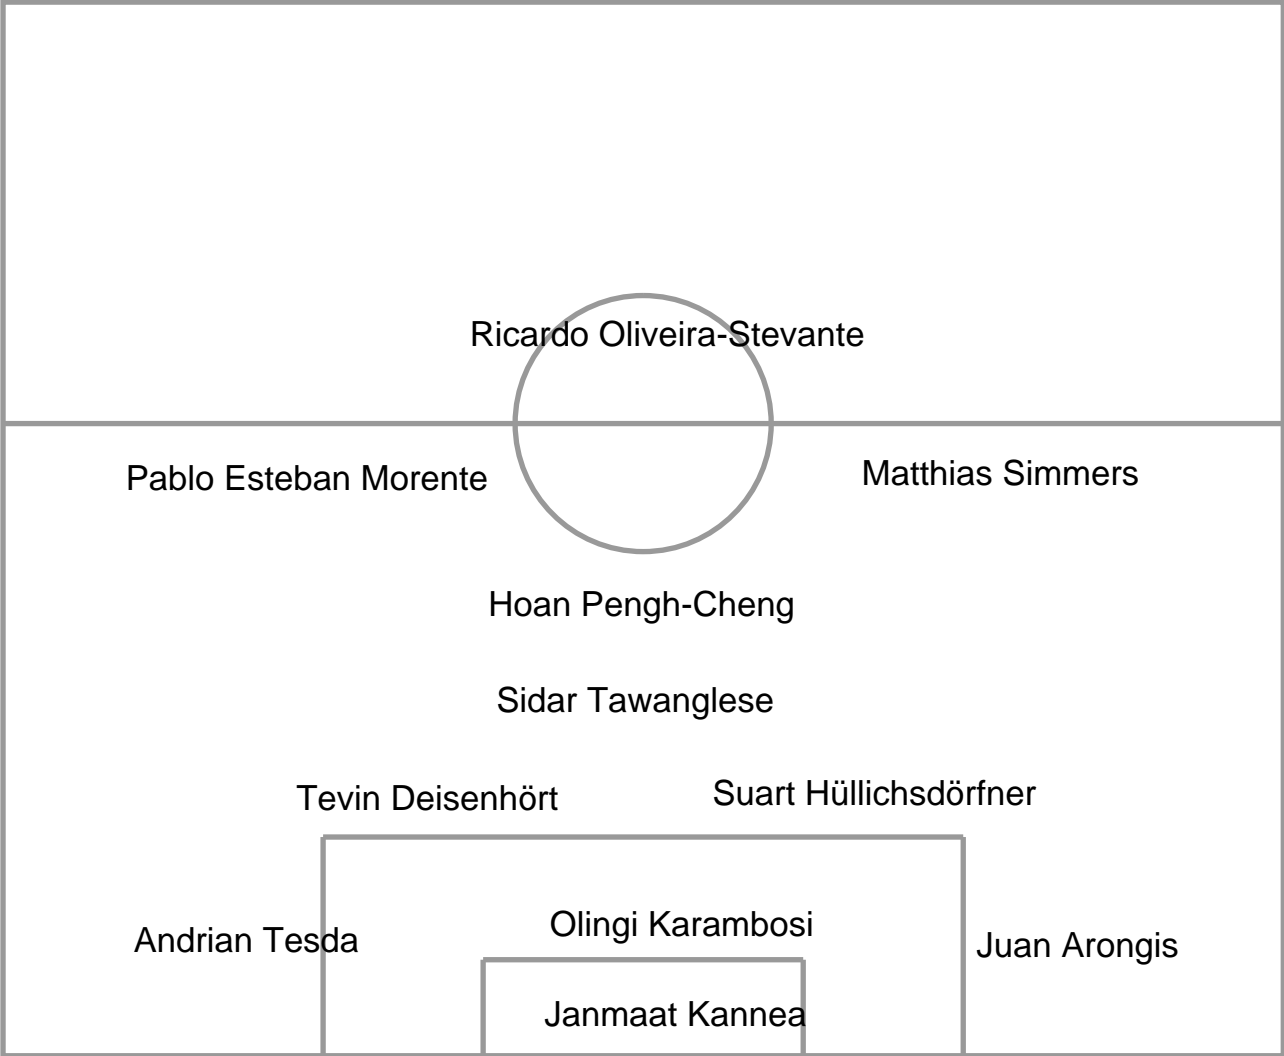 Ricardo Oliveira-Stevante
Pablo Esteban Morente
Matthias Simmers
Hoan Pengh-Cheng
Sidar Tawanglese
Tevin Deisenhört
Suart Hüllichsdörfner
Andrian Tesda
Olingi Karambosi
Juan Arongis
Janmaat Kannea